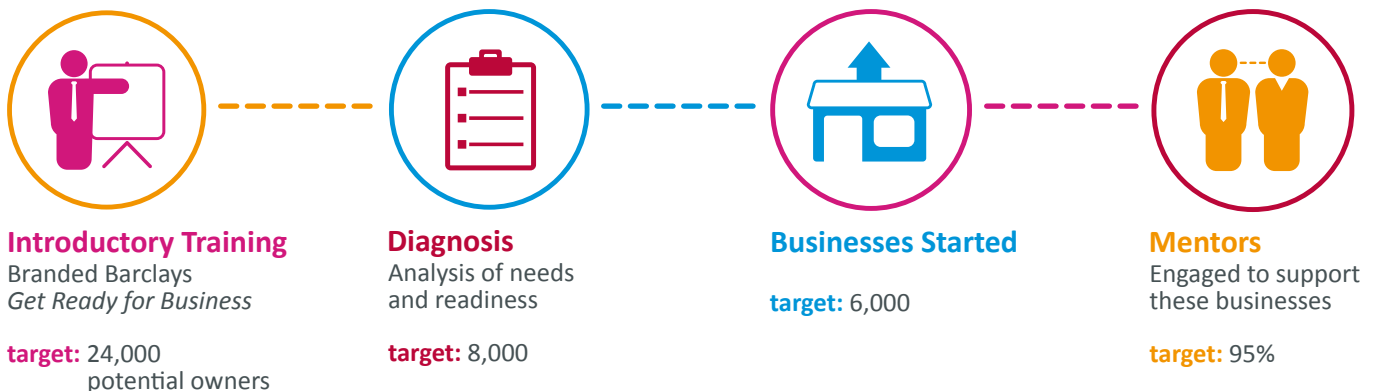 Introductory Training
Branded Barclays
Get Ready for Business
target: 24,000
potential owners
Diagnosis
Analysis of needs
and readiness
target: 8,000
Businesses Started
target: 6,000
Mentors
Engaged to support
these businesses
target: 95%